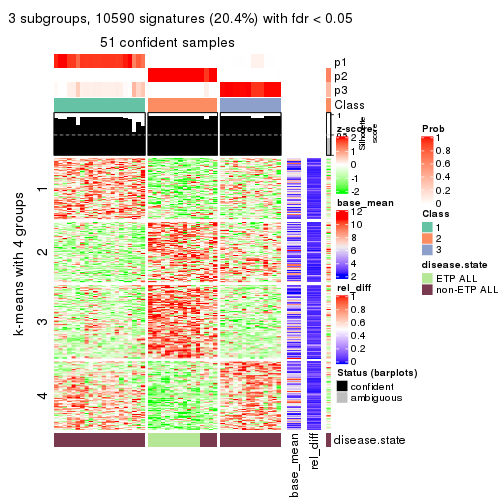 3 subgroups, 10590 signatures (20.4%) with fdr < 0.05
51 confident samples
p1
p2
p3
Class
1
0.5
0
Silhouette
score
k-means with 4 groups
1
2
3
4
z-score
2
1
0
-1
-2
base_mean
12
10
8
6
4
2
rel_diff
1
0.8
0.6
0.4
0.2
0
Status (barplots)
confident
ambiguous
Prob
1
0.8
0.6
0.4
0.2
0
Class
1
2
3
disease.state
ETP ALL
non-ETP ALL
disease.state
base_mean
rel_diff